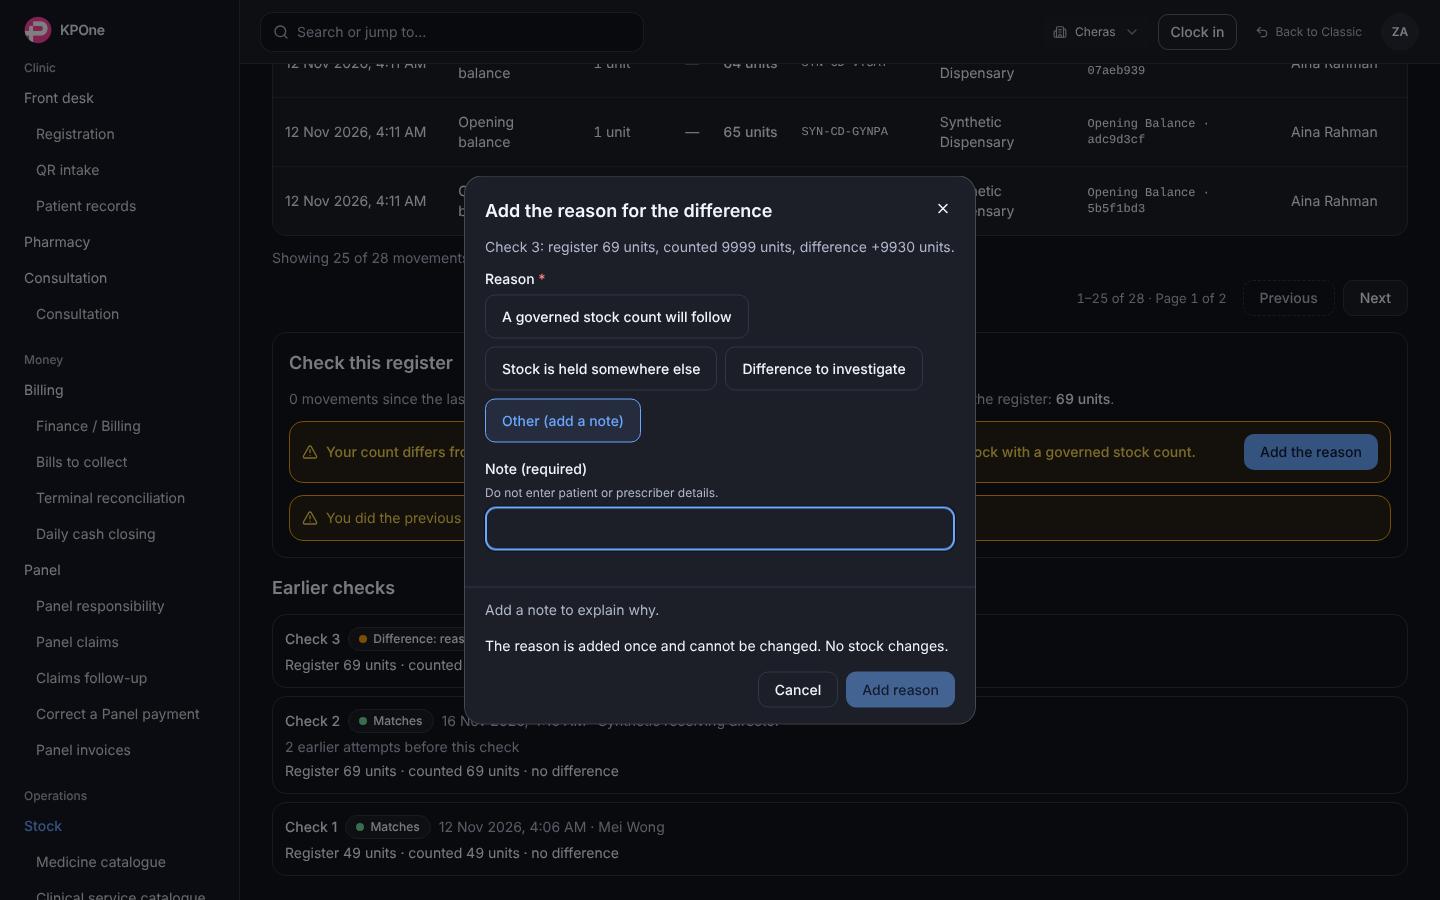 KPOne
Search or jump to...
Cheras
Clock in
Back to Classic
ZA
Clinic
Front desk
Registration
QR intake
Patient records
Pharmacy
Consultation
Consultation
Money
Billing
Finance / Billing
Bills to collect
Terminal reconciliation
Daily cash closing
Panel
Panel responsibility
Panel claims
Claims follow-up
Correct a Panel payment
Panel invoices
Operations
Stock
Medicine catalogue
Clinical service catalogue
balance
Dispensary
07aeb939
12 Nov 2026, 4:11 AM
Opening balance
1 unit
—
65 units
SYN-CD-GYNPA
Synthetic Dispensary
Opening Balance · adc9d3cf
Aina Rahman
12 Nov 2026, 4:11 AM
Opening Balance · 5b5f1bd3
Aina Rahman
Showing 25 of 28 movements
1–25 of 28 · Page 1 of 2
Previous
Next
Check this register
0 movements since the las
the register: 69 units.
Your count differs fro
ock with a governed stock count.
Add the reason
You did the previous
Earlier checks
Check 3
Difference: reas
Register 69 units · counted
Check 2
Matches
2 earlier attempts before this check
Register 69 units · counted 69 units · no difference
Check 1
Matches
12 Nov 2026, 4:06 AM · Mei Wong
Register 49 units · counted 49 units · no difference
Add the reason for the difference
Check 3: register 69 units, counted 9999 units, difference +9930 units.
Reason *
A governed stock count will follow
Stock is held somewhere else
Difference to investigate
Other (add a note)
Note (required)
Do not enter patient or prescriber details.
Add a note to explain why.
The reason is added once and cannot be changed. No stock changes.
Cancel
Add reason